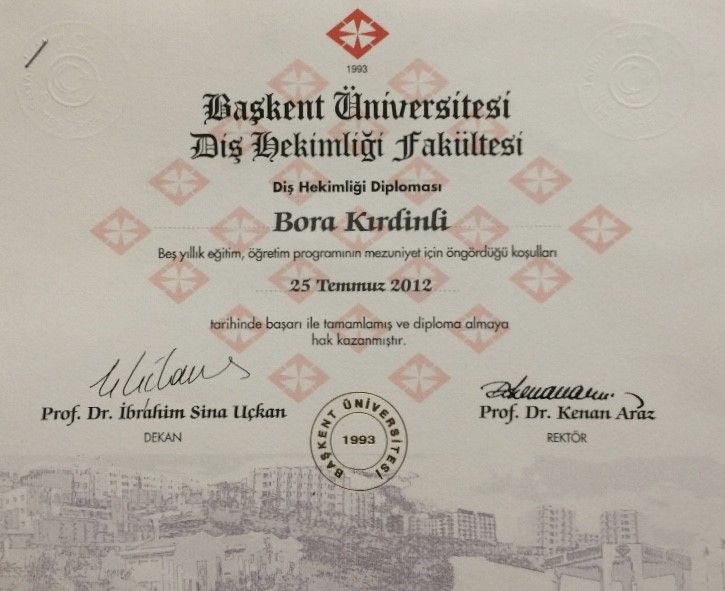 1993
Başkent Üniversitesi
Diş Hekimliği Fakültesi
Diş Hekimliği Diploması
Bora Kırdinli
Beş yıllık eğitim, öğretim programının mezuniyet için öngördüğü koşulları
25 Temmuz 2012
tarihinde başarı ile tamamlamış ve diploma almaya
hak kazanmıştır.
Prof. Dr. İbrahim Sina Uçkan
DEKAN
Prof. Dr. Kenan Araz
REKTÖR
BAŞKENT ÜNİVERSİTESİ
1993